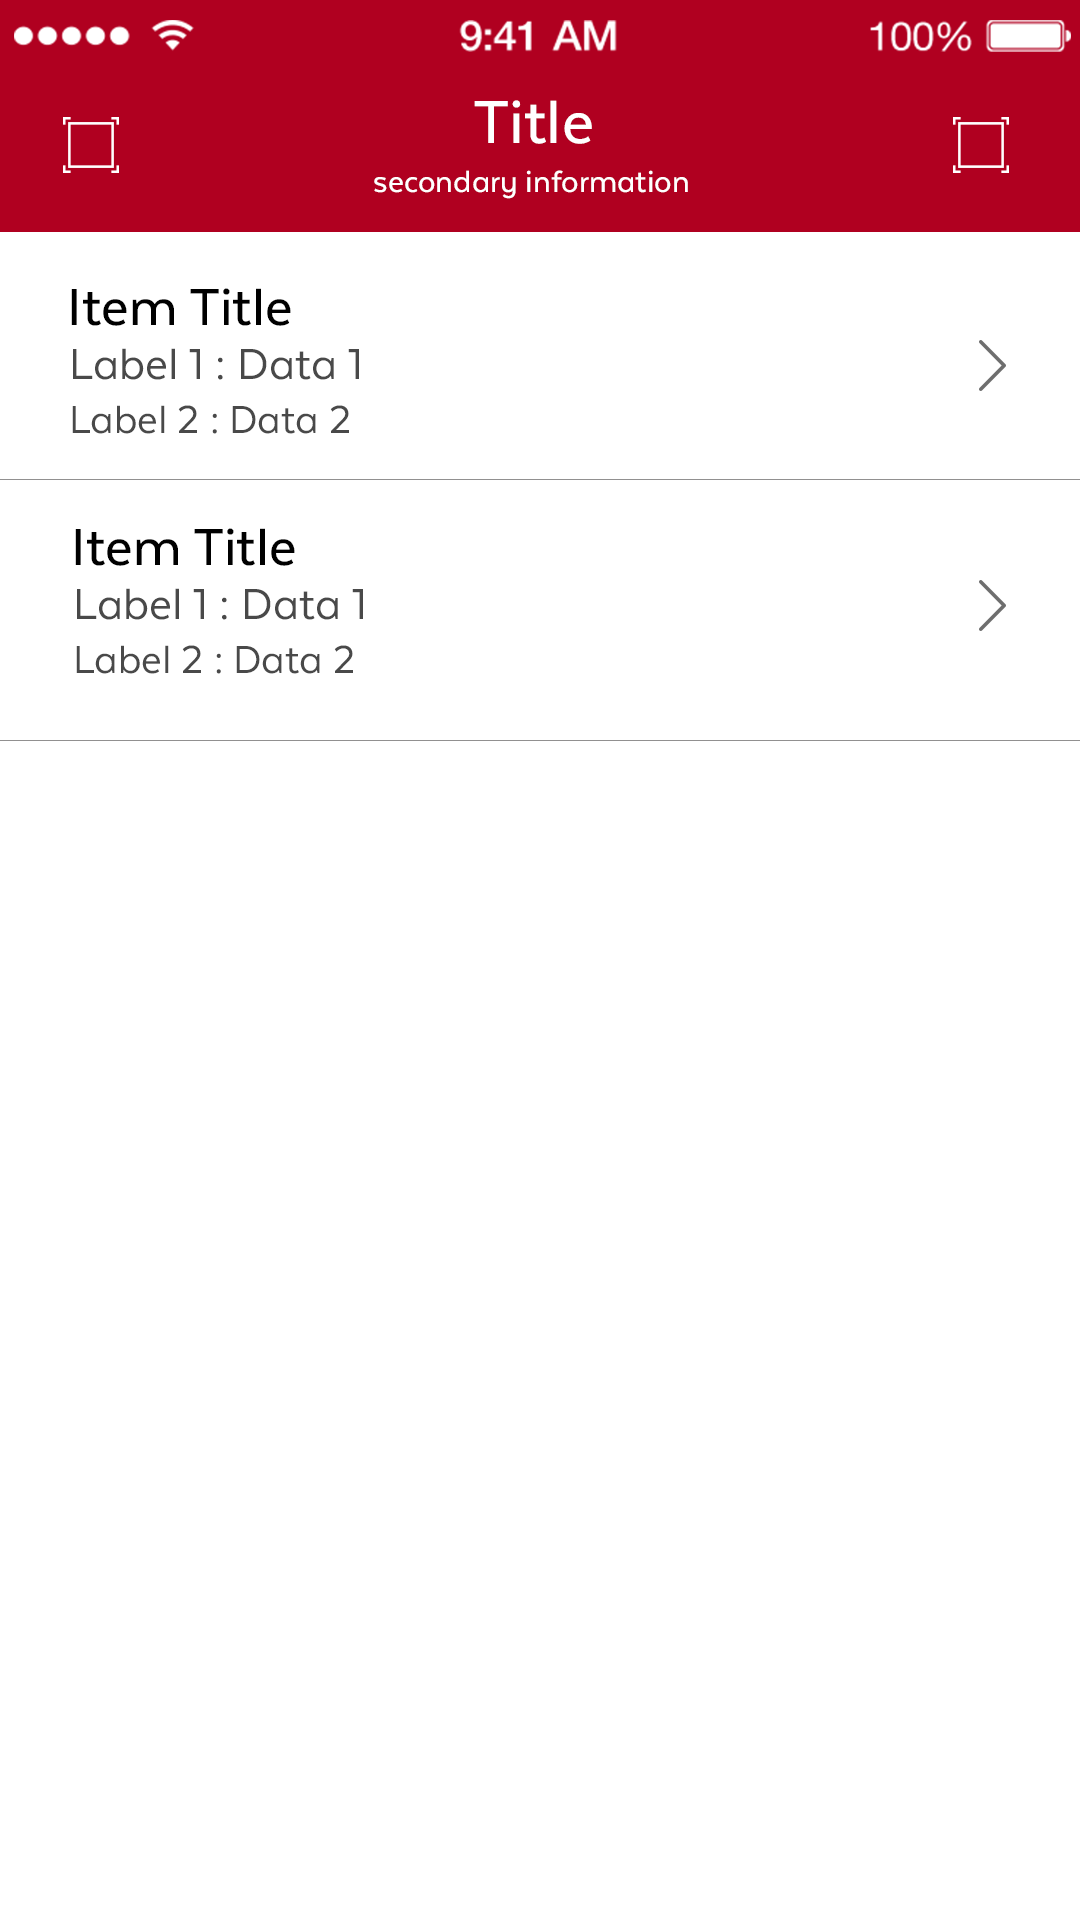 9:41 AM 100%
Title
secondary information
Item Title
Label 1 : Data 1
Label 2 : Data 2
Item Title
Label 1 : Data 1
Label 2 : Data 2